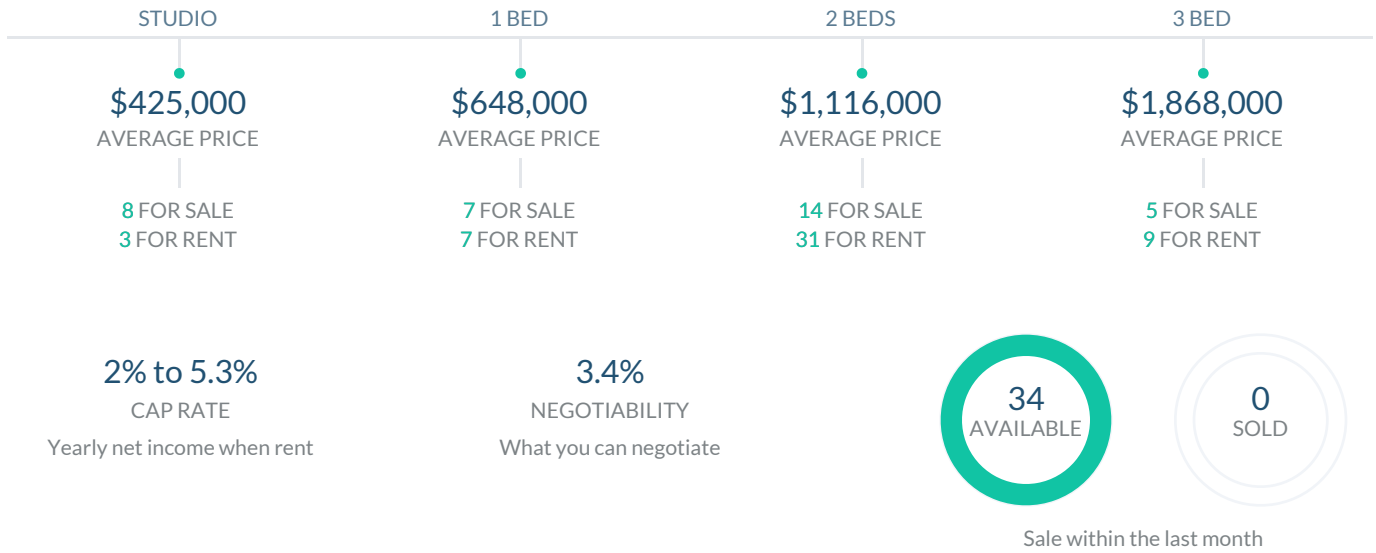 STUDIO
1 BED
2 BEDS
3 BED
$425,000
AVERAGE PRICE
8 FOR SALE
3 FOR RENT
$648,000
AVERAGE PRICE
7 FOR SALE
7 FOR RENT
$1,116,000
AVERAGE PRICE
14 FOR SALE
31 FOR RENT
$1,868,000
AVERAGE PRICE
5 FOR SALE
9 FOR RENT
2% to 5.3%
CAP RATE
Yearly net income when rent
3.4%
NEGOTIABILITY
What you can negotiate
34
AVAILABLE
0
SOLD
Sale within the last month